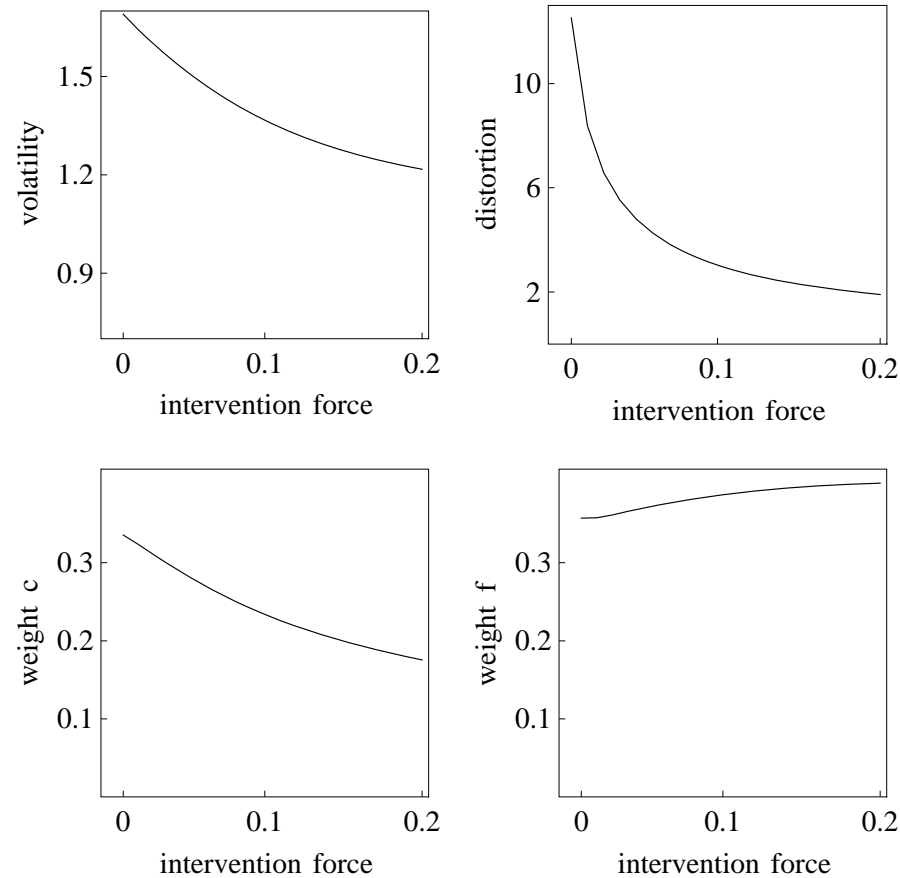 1.5
1.2
0.9
volatility
0 0.1 0.2
intervention force
10
6
2
distortion
0 0.1 0.2
intervention force
0.3
0.2
0.1
weight c
0 0.1 0.2
intervention force
0.3
0.2
0.1
weight f
0 0.1 0.2
intervention force